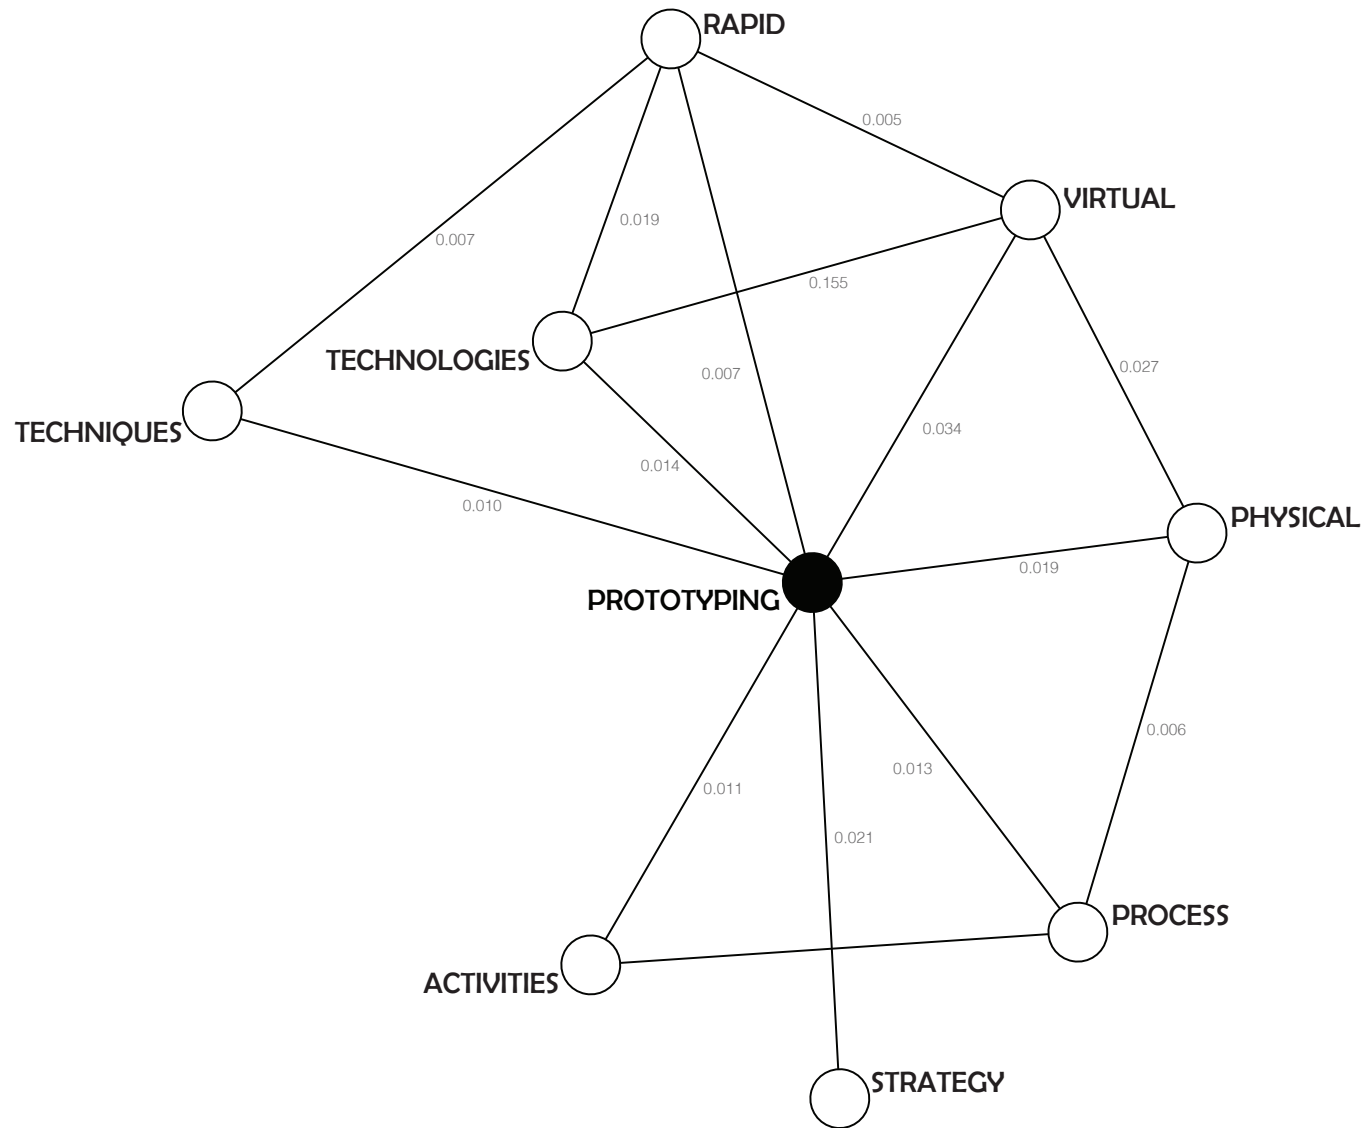 RAPID
0.005
VIRTUAL
0.019
0.007
0.155
TECHNOLOGIES
0.007
0.027
TECHNIQUES
0.034
0.014
0.010
PHYSICAL
0.019
PROTOTYPING
0.006
0.013
0.011
0.021
PROCESS
ACTIVITIES
STRATEGY